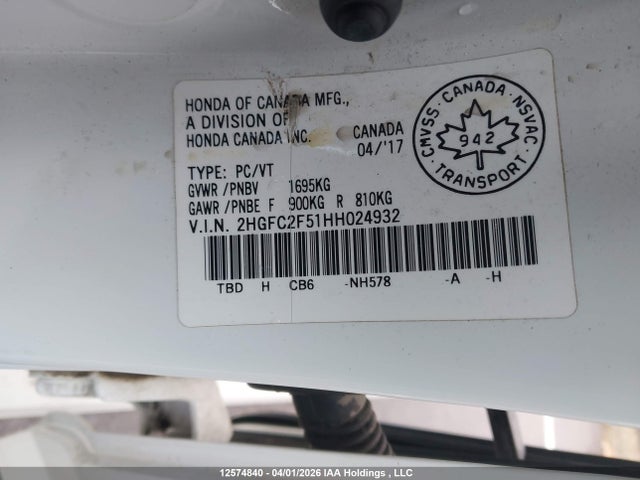 HONDA OF CANADA MFG.,
A DIVISION OF
HONDA CANADA INC.
CANADA
04/'17
CMVSS · CANADA · NSVAC
942
TRANSPORT
TYPE: PC/VT
GVWR /PNBV 1695KG
GAWR /PNBE F 900KG R 810KG
V.I.N. 2HGFC2F51HH024932
TBD H CB6 -NH578 -A -H
12574840 - 04/01/2026 IAA Holdings , LLC